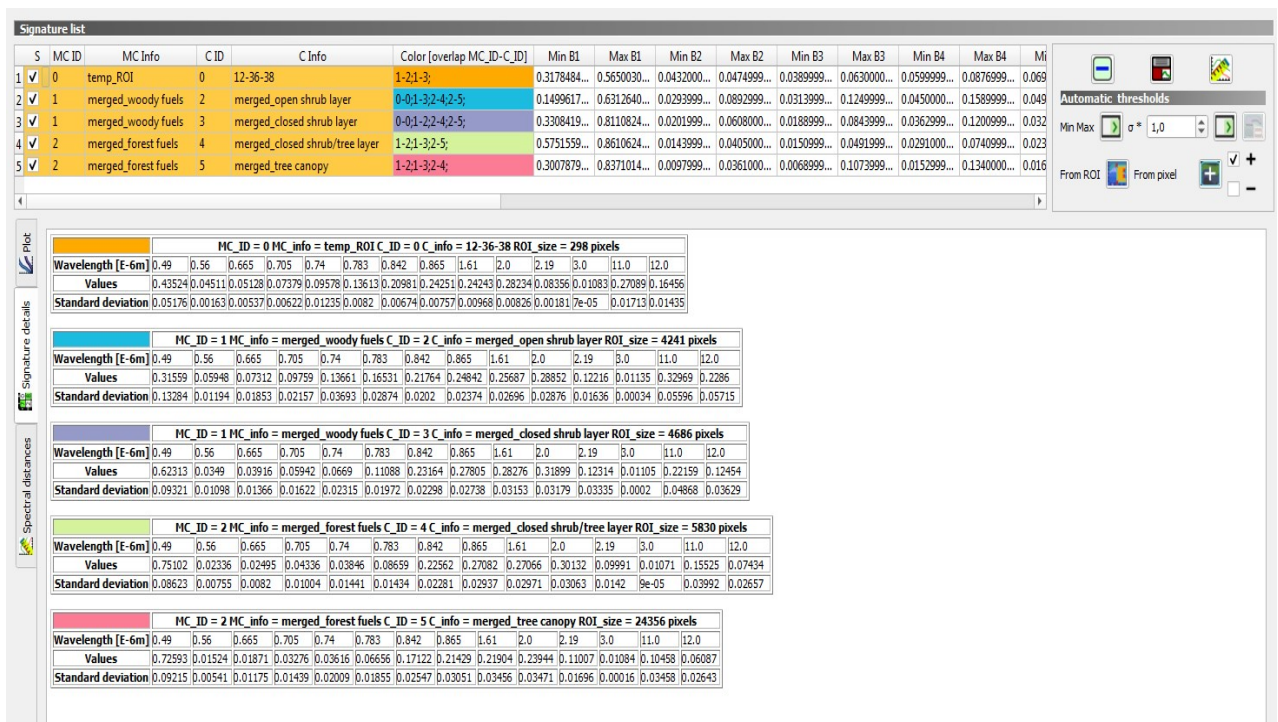 Signature list
S MC ID MC Info C ID C Info Color [overlap MC_ID-C_ID] Min B1 Max B1 Min B2 Max B2 Min B3 Max B3 Min B4 Max B4 Mi
1 0 temp_ROI 0 12-36-38 1-2;1-3; 0.3178484... 0.5650030... 0.0432000... 0.0474999... 0.0389999... 0.0630000... 0.0599999... 0.0876999... 0.069
2 1 merged_woody fuels 2 merged_open shrub layer 0-0;1-3;2-4;2-5; 0.1499617... 0.6312640... 0.0293999... 0.0892999... 0.0313999... 0.1249999... 0.0450000... 0.1589999... 0.049
3 1 merged_woody fuels 3 merged_closed shrub layer 0-0;1-2;2-4;2-5; 0.3308419... 0.8110824... 0.0201999... 0.0608000... 0.0188999... 0.0843999... 0.0362999... 0.1200999... 0.032
4 2 merged_forest fuels 4 merged_closed shrub/tree layer 1-2;1-3;2-5; 0.5751559... 0.8610624... 0.0143999... 0.0405000... 0.0150999... 0.0491999... 0.0291000... 0.0740999... 0.023
5 2 merged_forest fuels 5 merged_tree canopy 1-2;1-3;2-4; 0.3007879... 0.8371014... 0.0097999... 0.0361000... 0.0068999... 0.1073999... 0.0152999... 0.1340000... 0.016
Automatic thresholds
Min Max σ* 1,0
From ROI From pixel + + −
Plot
Signature details
Spectral distances
MC_ID = 0 MC_info = temp_ROI C_ID = 0 C_info = 12-36-38 ROI_size = 298 pixels
Wavelength [E-6m] 0.49 0.56 0.665 0.705 0.74 0.783 0.842 0.865 1.61 2.0 2.19 3.0 11.0 12.0
Values 0.43524 0.04511 0.05128 0.07379 0.09578 0.13613 0.20981 0.24251 0.24243 0.28234 0.08356 0.01083 0.27089 0.16456
Standard deviation 0.05176 0.00163 0.00537 0.00622 0.01235 0.0082 0.00674 0.00757 0.00968 0.00826 0.00181 7e-05 0.01713 0.01435
MC_ID = 1 MC_info = merged_woody fuels C_ID = 2 C_info = merged_open shrub layer ROI_size = 4241 pixels
Wavelength [E-6m] 0.49 0.56 0.665 0.705 0.74 0.783 0.842 0.865 1.61 2.0 2.19 3.0 11.0 12.0
Values 0.31559 0.05948 0.07312 0.09759 0.13661 0.16531 0.21764 0.24842 0.25687 0.28852 0.12216 0.01135 0.32969 0.2286
Standard deviation 0.13284 0.01194 0.01853 0.02157 0.03693 0.02874 0.0202 0.02374 0.02696 0.02876 0.01636 0.00034 0.05596 0.05715
MC_ID = 1 MC_info = merged_woody fuels C_ID = 3 C_info = merged_closed shrub layer ROI_size = 4686 pixels
Wavelength [E-6m] 0.49 0.56 0.665 0.705 0.74 0.783 0.842 0.865 1.61 2.0 2.19 3.0 11.0 12.0
Values 0.62313 0.0349 0.03916 0.05942 0.0669 0.11088 0.23164 0.27805 0.28276 0.31899 0.12314 0.01105 0.22159 0.12454
Standard deviation 0.09321 0.01098 0.01366 0.01622 0.02315 0.01972 0.02298 0.02738 0.03153 0.03179 0.03335 0.0002 0.04868 0.03629
MC_ID = 2 MC_info = merged_forest fuels C_ID = 4 C_info = merged_closed shrub/tree layer ROI_size = 5830 pixels
Wavelength [E-6m] 0.49 0.56 0.665 0.705 0.74 0.783 0.842 0.865 1.61 2.0 2.19 3.0 11.0 12.0
Values 0.75102 0.02336 0.02495 0.04336 0.03846 0.08659 0.22562 0.27082 0.27066 0.30132 0.09991 0.01071 0.15525 0.07434
Standard deviation 0.08623 0.00755 0.0082 0.01004 0.01441 0.01434 0.02281 0.02937 0.02971 0.03063 0.0142 9e-05 0.03992 0.02657
MC_ID = 2 MC_info = merged_forest fuels C_ID = 5 C_info = merged_tree canopy ROI_size = 24356 pixels
Wavelength [E-6m] 0.49 0.56 0.665 0.705 0.74 0.783 0.842 0.865 1.61 2.0 2.19 3.0 11.0 12.0
Values 0.72593 0.01524 0.01871 0.03276 0.03616 0.06656 0.17122 0.21429 0.21904 0.23944 0.11007 0.01084 0.10458 0.06087
Standard deviation 0.09215 0.00541 0.01175 0.01439 0.02009 0.01855 0.02547 0.03051 0.03456 0.03471 0.01696 0.00016 0.03458 0.02643